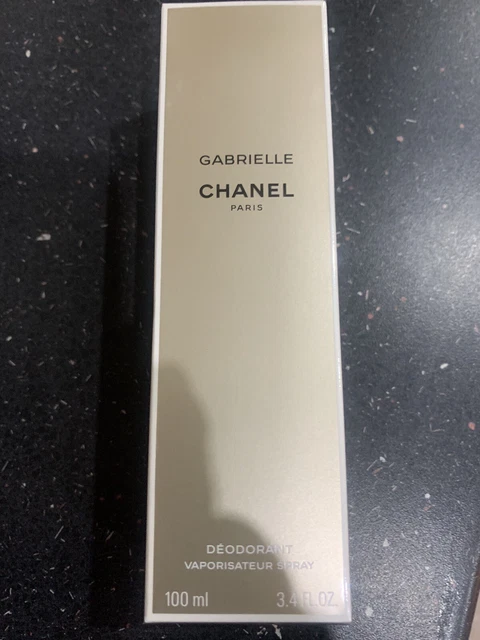 GABRIELLE
CHANEL
PARIS
DÉODORANT
VAPORISATEUR SPRAY
100 ml 3.4 FL.OZ.